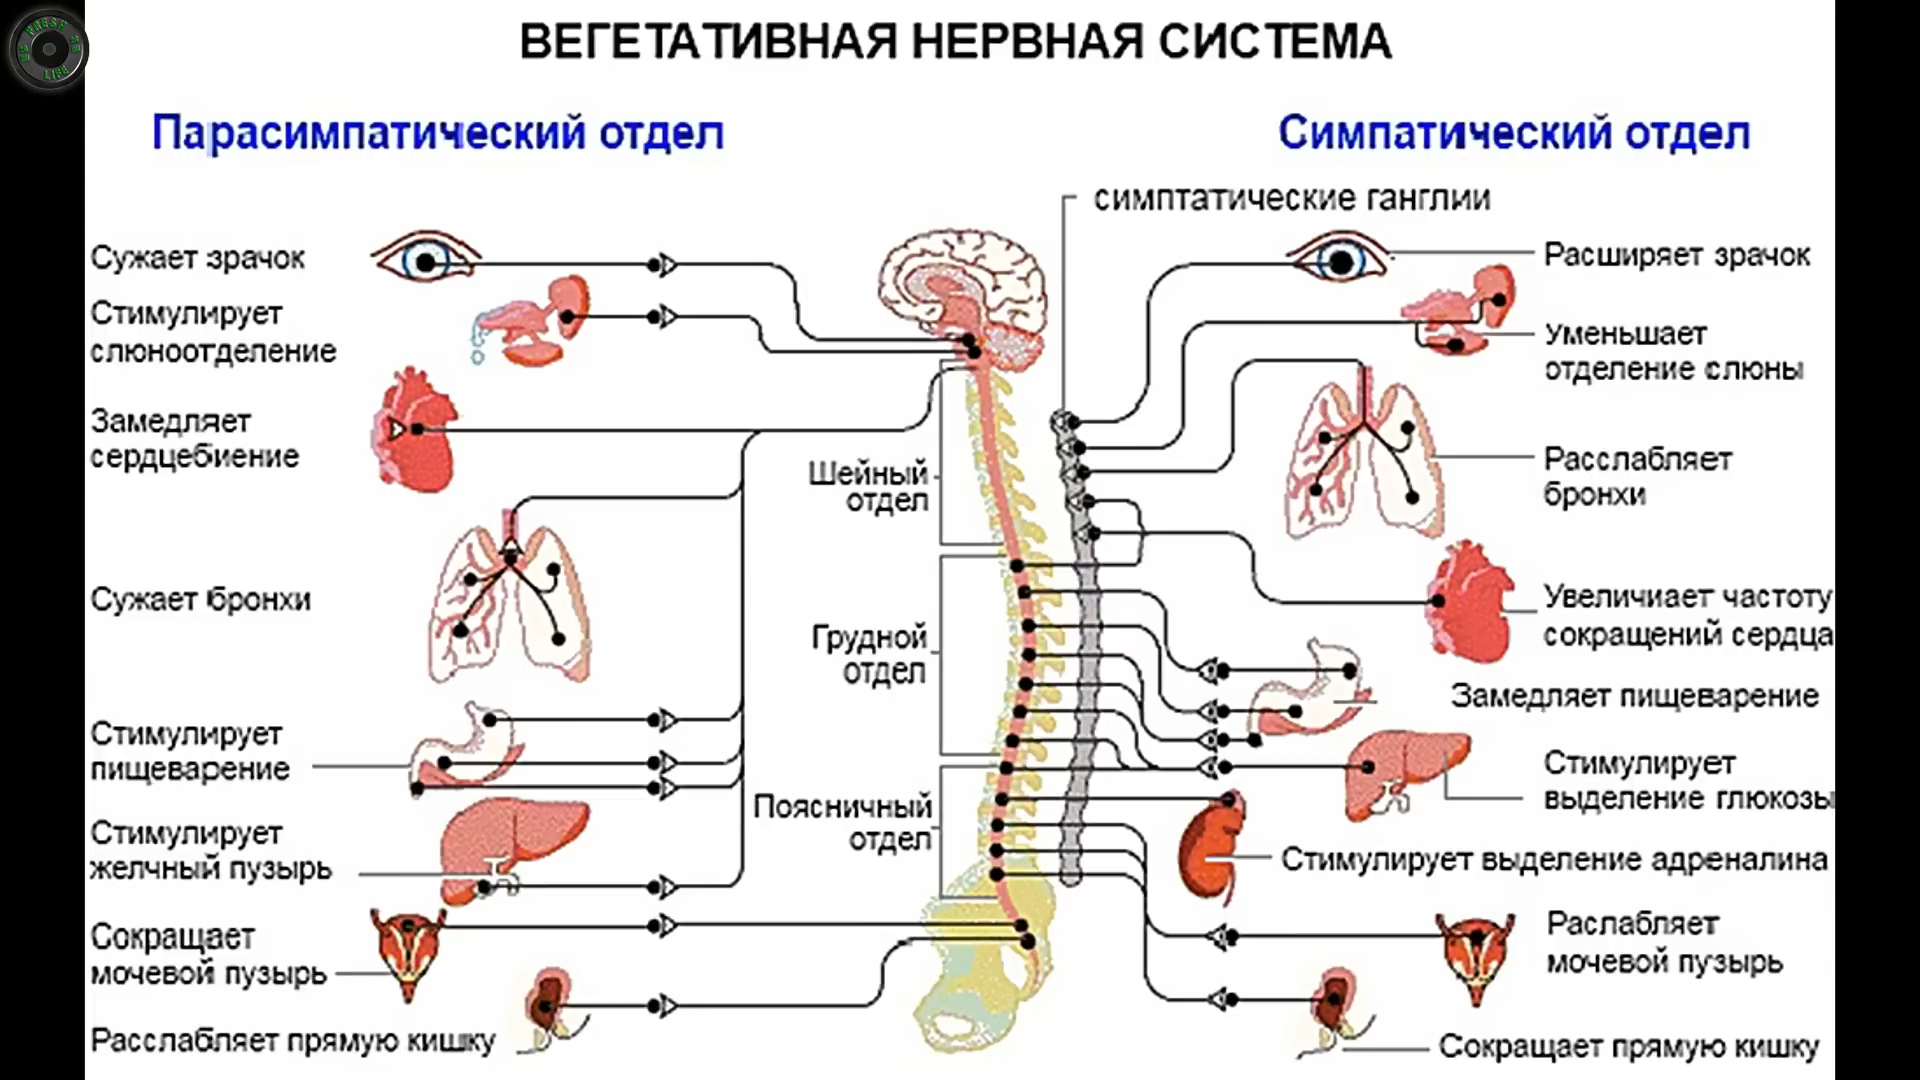 FRESH
LIFE
ВЕГЕТАТИВНАЯ НЕРВНАЯ СИСТЕМА
Парасимпатический отдел
Симпатический отдел
симптатические ганглии
Сужает зрачок
Стимулирует
слюноотделение
Замедляет
сердцебиение
Сужает бронхи
Стимулирует
пищеварение
Стимулирует
желчный пузырь
Сокращает
мочевой пузырь
Расслабляет прямую кишку
Шейный
отдел
Грудной
отдел
Поясничный
отдел
Расширяет зрачок
Уменьшает
отделение слюны
Расслабляет
бронхи
Увеличиает частоту
сокращений сердца
Замедляет пищеварение
Стимулирует
выделение глюкозы
Стимулирует выделение адреналина
Раслабляет
мочевой пузырь
Сокращает прямую кишку